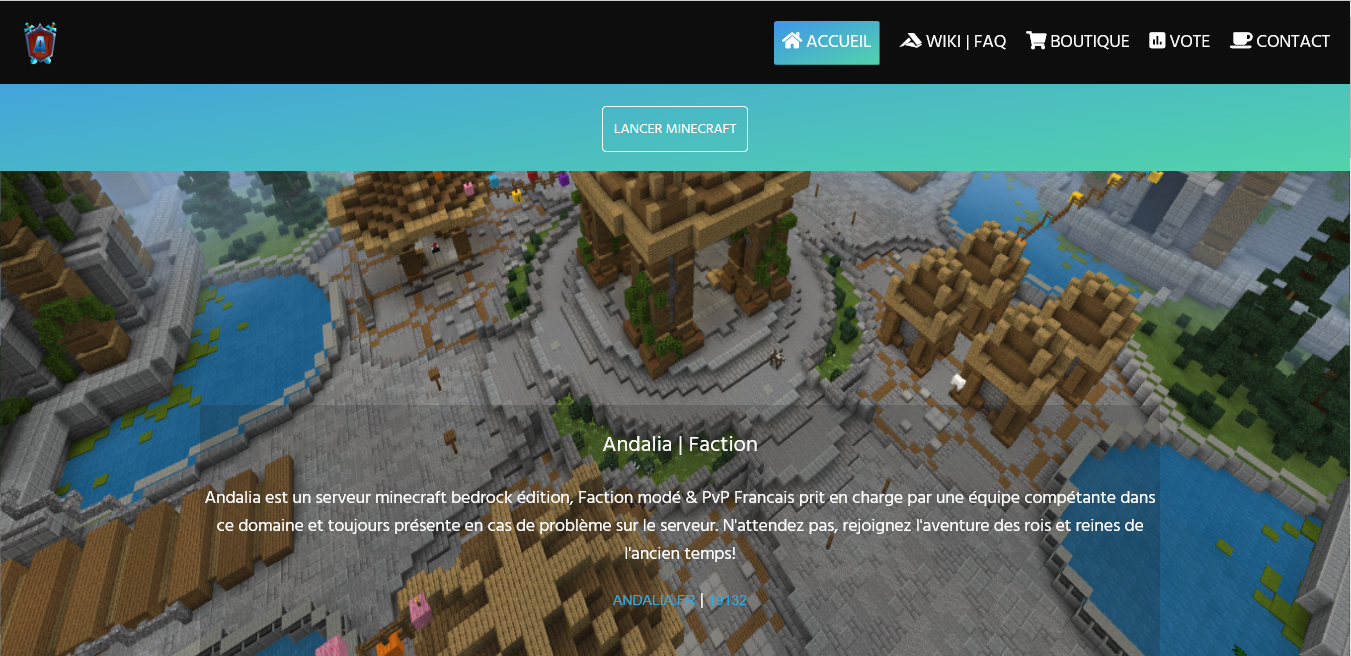 A
ACCUEIL WIKI | FAQ BOUTIQUE VOTE CONTACT
LANCER MINECRAFT
Andalia | Faction
Andalia est un serveur minecraft bedrock édition, Faction modé & PvP Francais prit en charge par une équipe compétante dans
ce domaine et toujours présente en cas de problème sur le serveur. N'attendez pas, rejoignez l'aventure des rois et reines de
l'ancien temps!
ANDALIA.FR | 19132